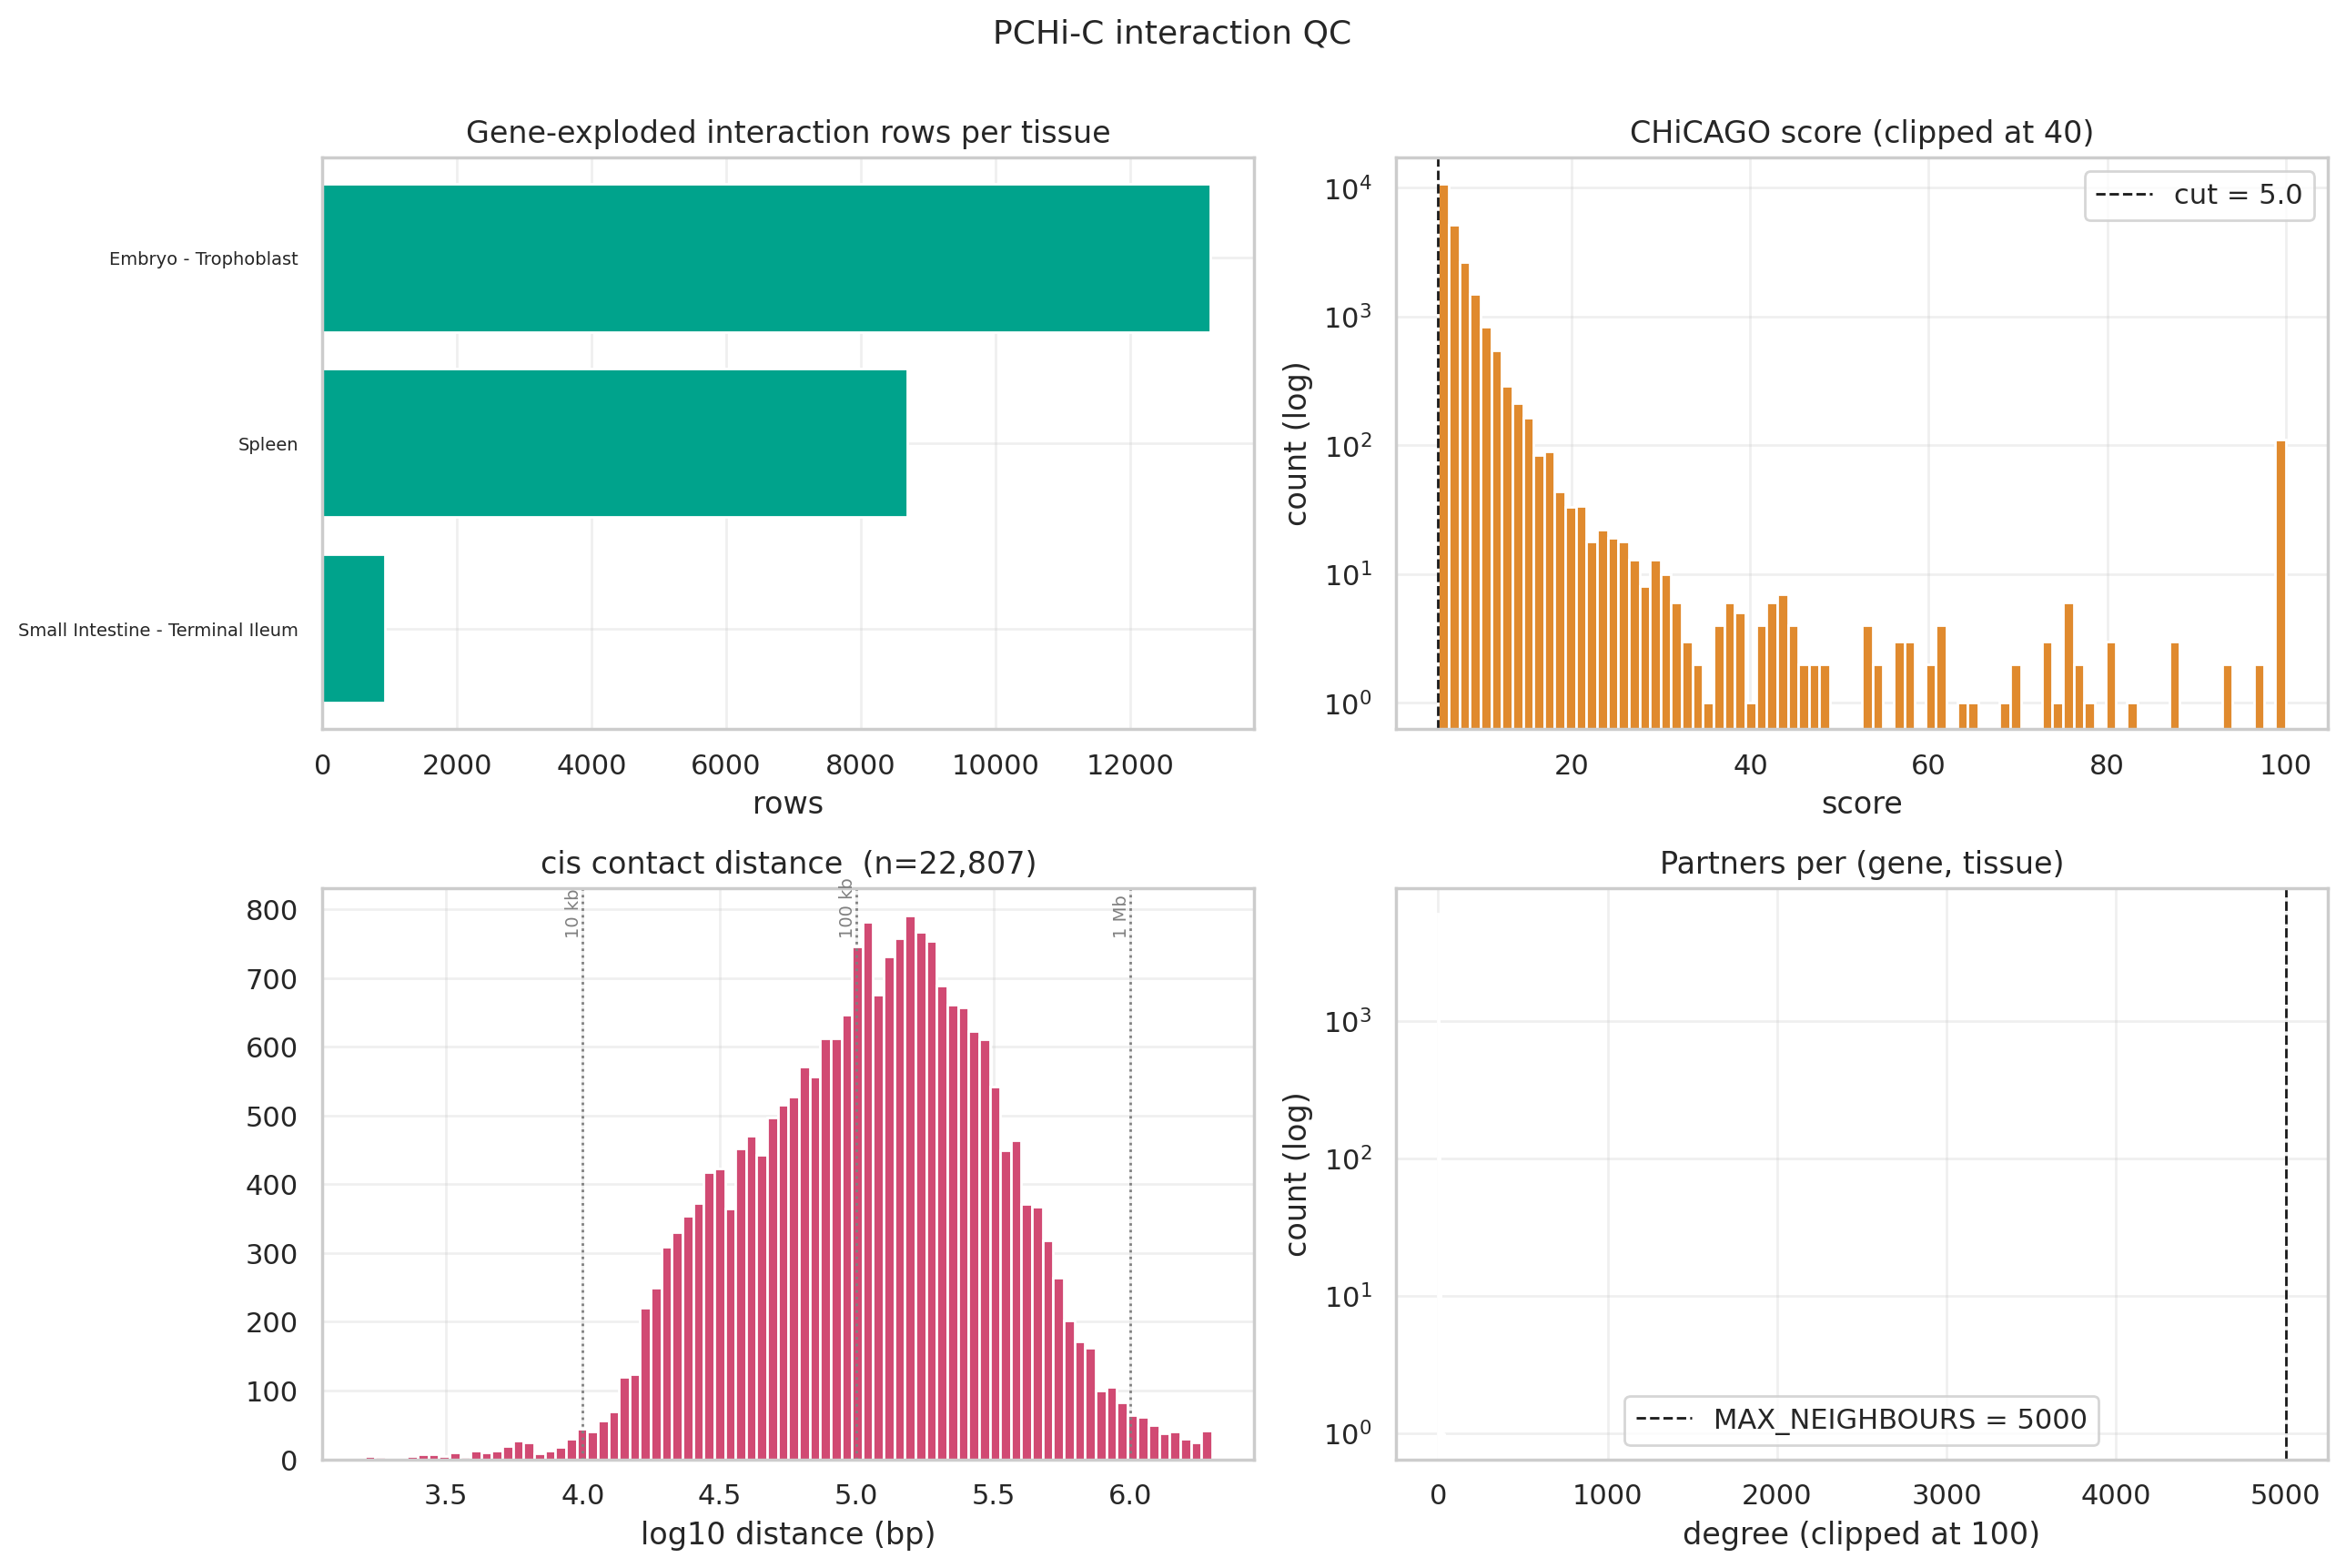 PCHi-C interaction QC
Gene-exploded interaction rows per tissue
Embryo - Trophoblast
Spleen
Small Intestine - Terminal Ileum
0 2000 4000 6000 8000 10000 12000
rows
CHiCAGO score (clipped at 40)
cut = 5.0
count (log)
10⁴
10³
10²
10¹
10⁰
20 40 60 80 100
score
cis contact distance (n=22,807)
10 kb
100 kb
1 Mb
800
700
600
500
400
300
200
100
0
3.5 4.0 4.5 5.0 5.5 6.0
log10 distance (bp)
Partners per (gene, tissue)
count (log)
10³
10²
10¹
10⁰
MAX_NEIGHBOURS = 5000
0 1000 2000 3000 4000 5000
degree (clipped at 100)